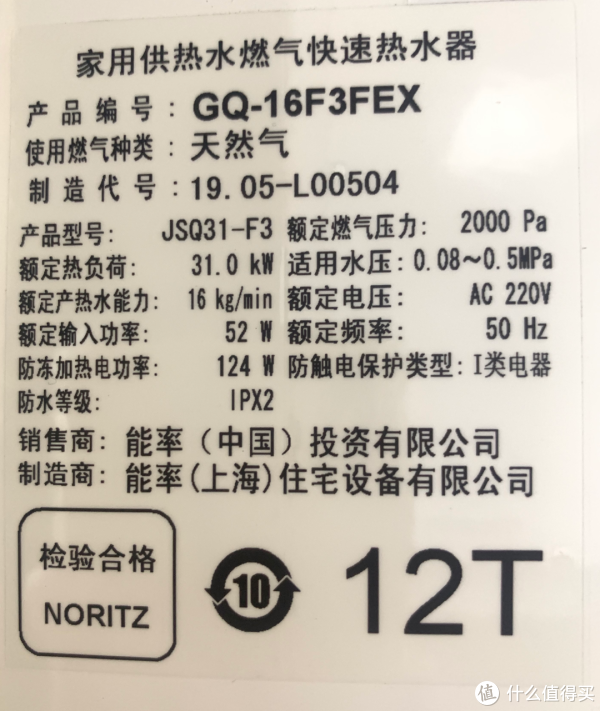 家用供热水燃气快速热水器
产品编号：GQ-16F3FEX
使用燃气种类：天然气
制造代号：19.05-L00504
产品型号：JSQ31-F3 额定燃气压力：2000 Pa
额定热负荷：31.0 kW 适用水压：0.08～0.5MPa
额定产热水能力：16 kg/min 额定电压：AC 220V
额定输入功率：52 W 额定频率：50 Hz
防冻加热电功率：124 W 防触电保护类型：I类电器
防水等级：IPX2
销售商：能率（中国）投资有限公司
制造商：能率(上海)住宅设备有限公司
检验合格
NORITZ
10
12T
值 什么值得买